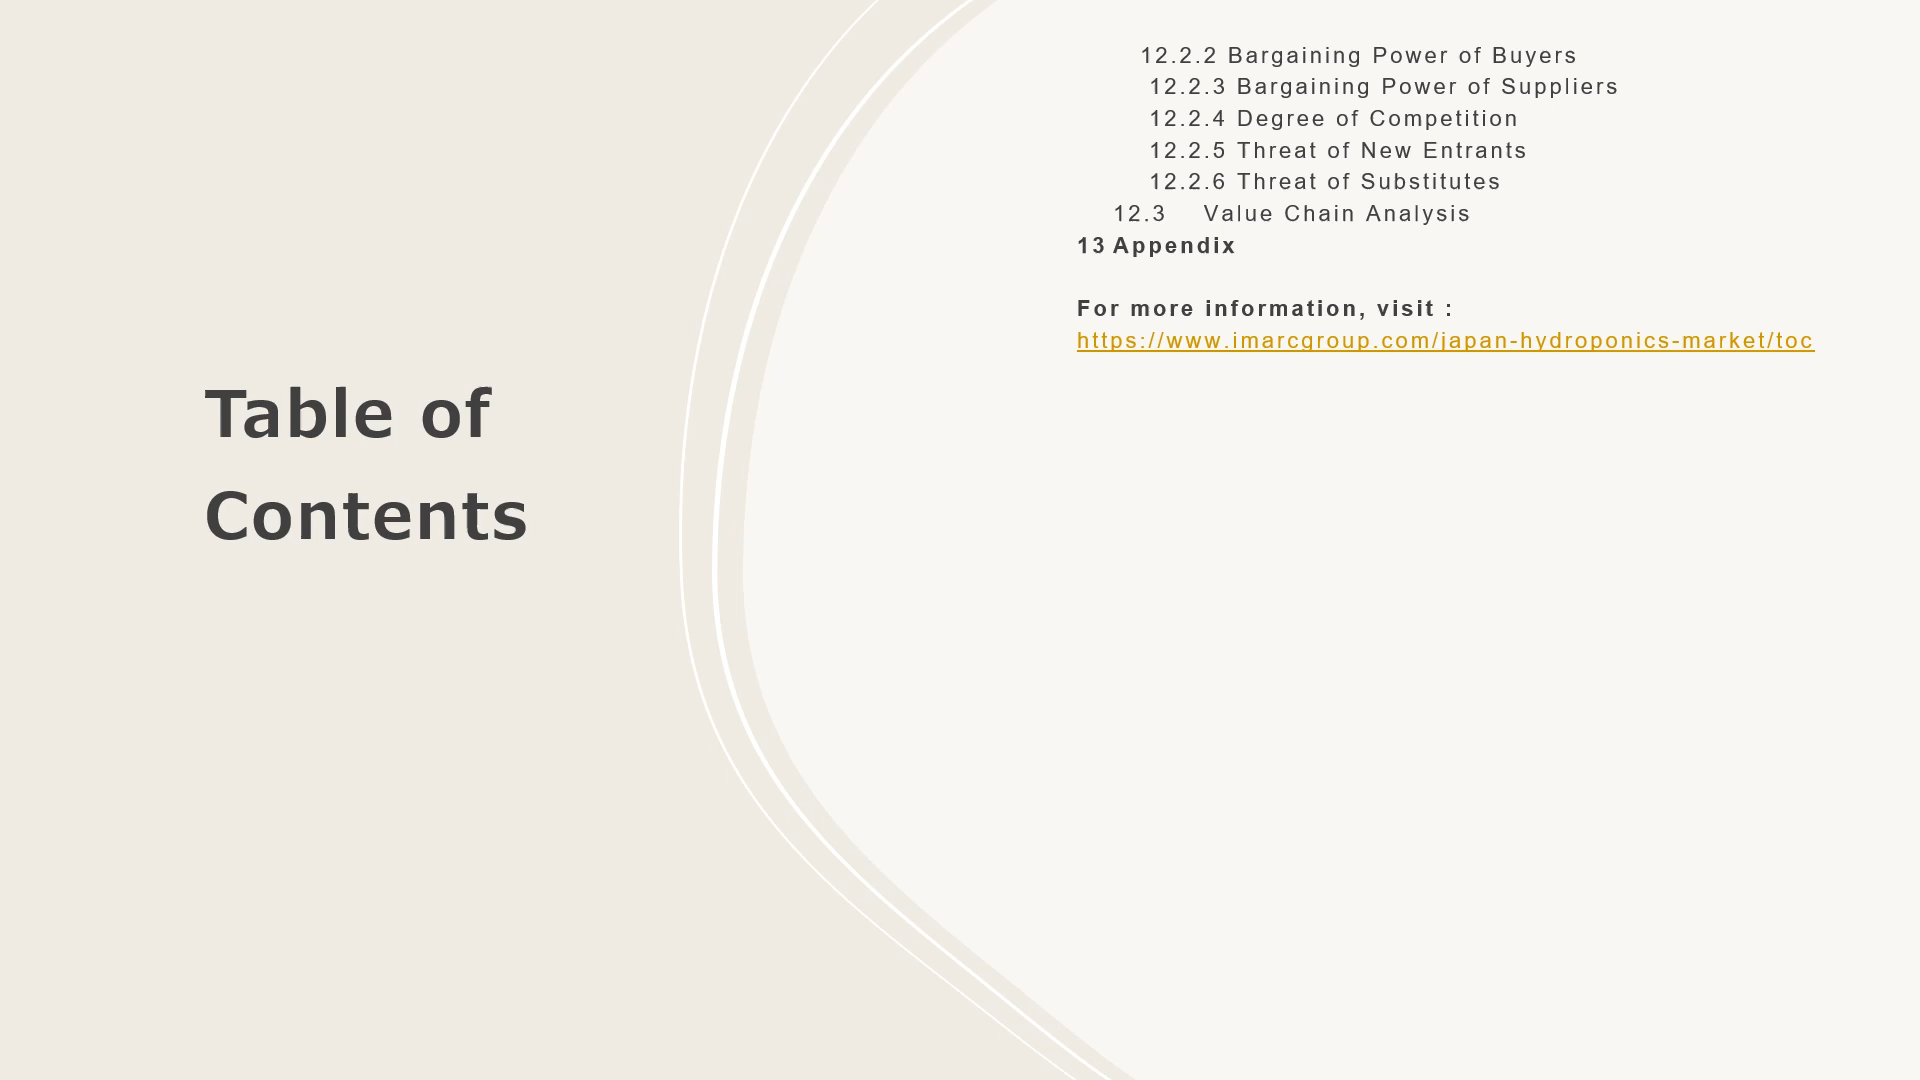 Table of
Contents
12.2.2 Bargaining Power of Buyers
12.2.3 Bargaining Power of Suppliers
12.2.4 Degree of Competition
12.2.5 Threat of New Entrants
12.2.6 Threat of Substitutes
12.3 Value Chain Analysis
13 Appendix
For more information, visit :
https://www.imarcgroup.com/japan-hydroponics-market/toc